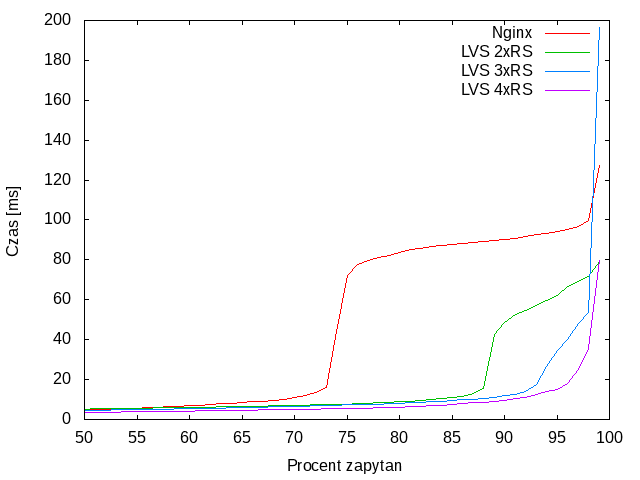 200
180
160
140
120
100
80
60
40
20
0
Czas [ms]
Nginx
LVS 2xRS
LVS 3xRS
LVS 4xRS
50 55 60 65 70 75 80 85 90 95 100
Procent zapytan